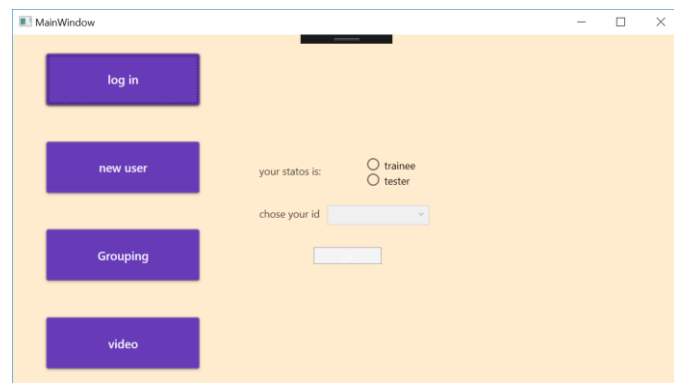 MainWindow
log in
new user
your statos is:
trainee
tester
chose your id
Grouping
video